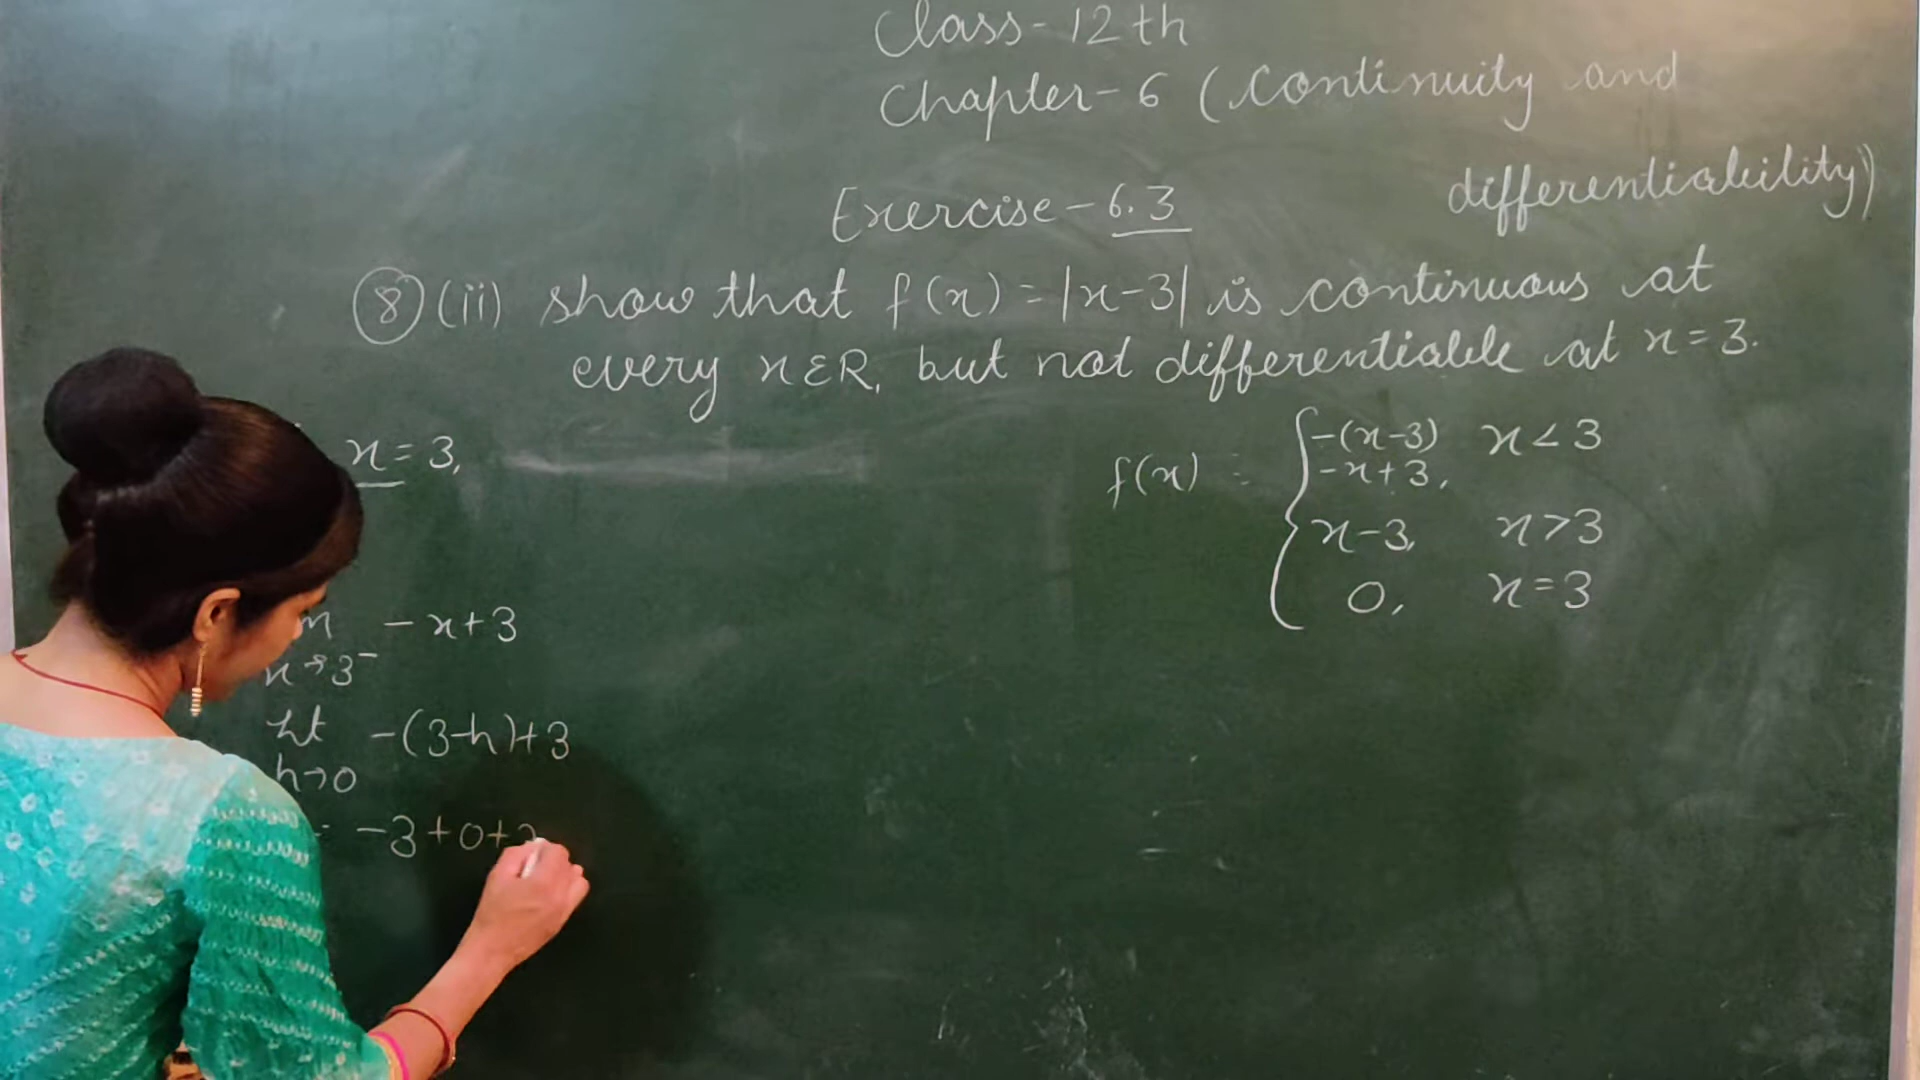 Class-12th
Chapter-6 (Continuity and
differentiability)
Exercise-6.3
8 (ii) show that f(x) = |x-3| is continuous at
every x ε R, but not differentiable at x = 3.
x = 3,
f(x) =
-(x-3) x < 3
-x+3,
x-3, x > 3
0, x = 3
-x+3
x→3⁻
Lt -(3-h)+3
h→0
= -3+0+